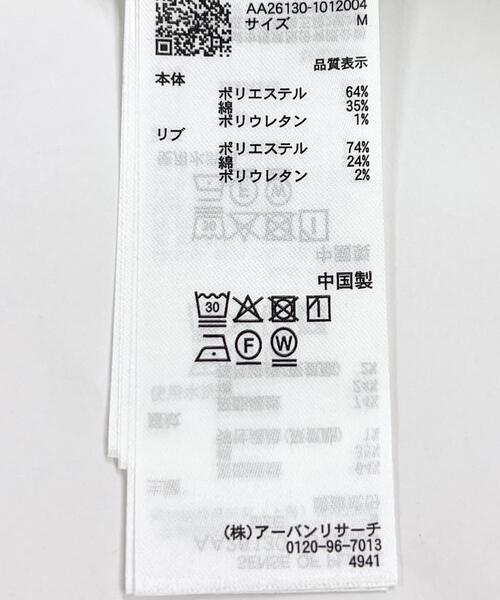 AA26130-1012004
サイズ M
品質表示
本体
ポリエステル 64%
綿 35%
ポリウレタン 1%
リブ
ポリエステル 74%
綿 24%
ポリウレタン 2%
中国製
30
F W
(株)アーバンリサーチ
0120-96-7013
4941